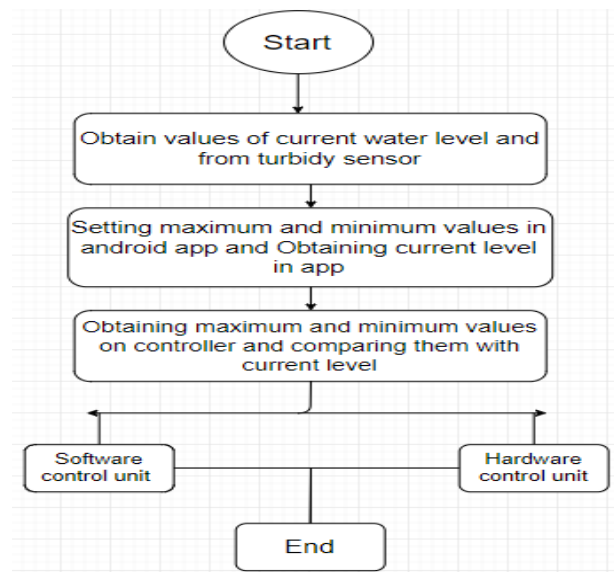 Start
Obtain values of current water level and
from turbidy sensor
Setting maximum and minimum values in
android app and Obtaining current level
in app
Obtaining maximum and minimum values
on controller and comparing them with
current level
Software
control unit
Hardware
control unit
End